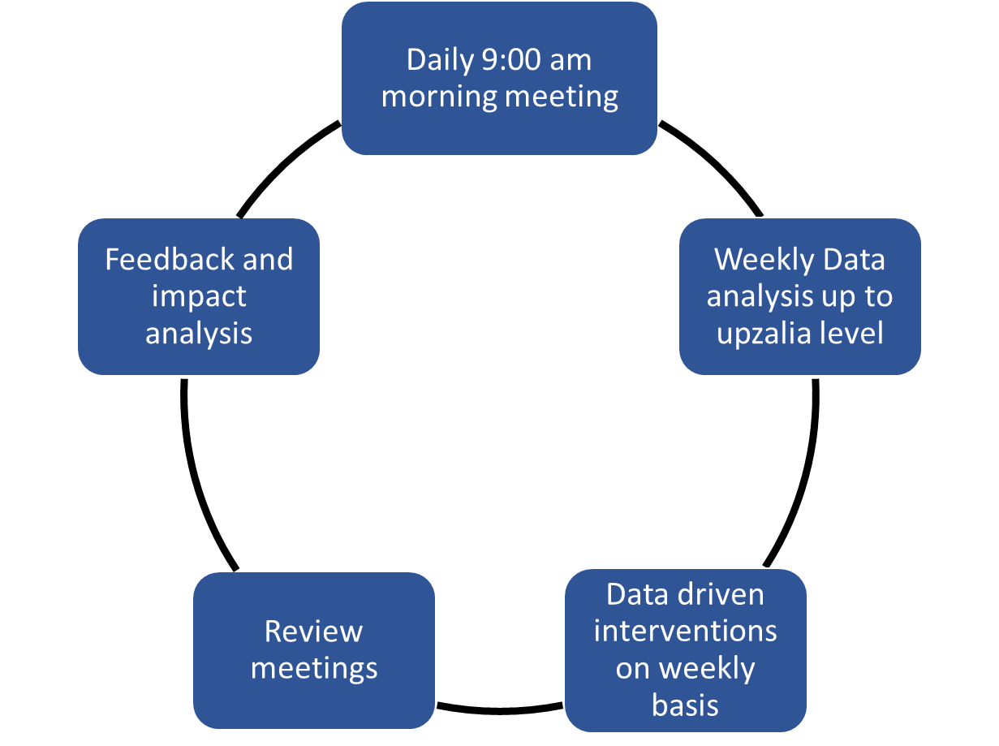 Daily 9:00 am
morning meeting
Weekly Data
analysis up to
upzalia level
Data driven
interventions
on weekly
basis
Review
meetings
Feedback and
impact
analysis